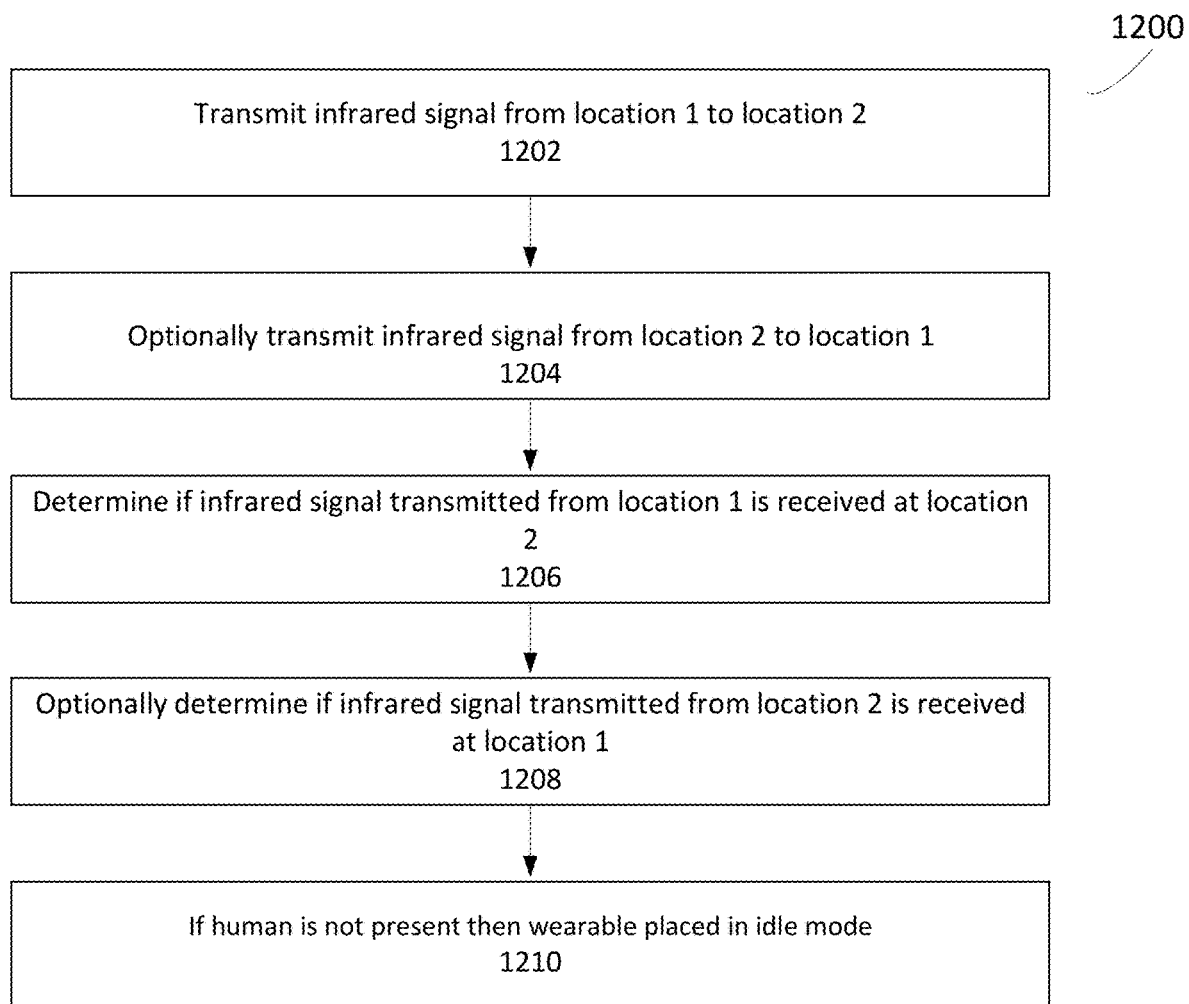 1200
Transmit infrared signal from location 1 to location 2
1202
Optionally transmit infrared signal from location 2 to location 1
1204
Determine if infrared signal transmitted from location 1 is received at location
2
1206
Optionally determine if infrared signal transmitted from location 2 is received
at location 1
1208
If human is not present then wearable placed in idle mode
1210